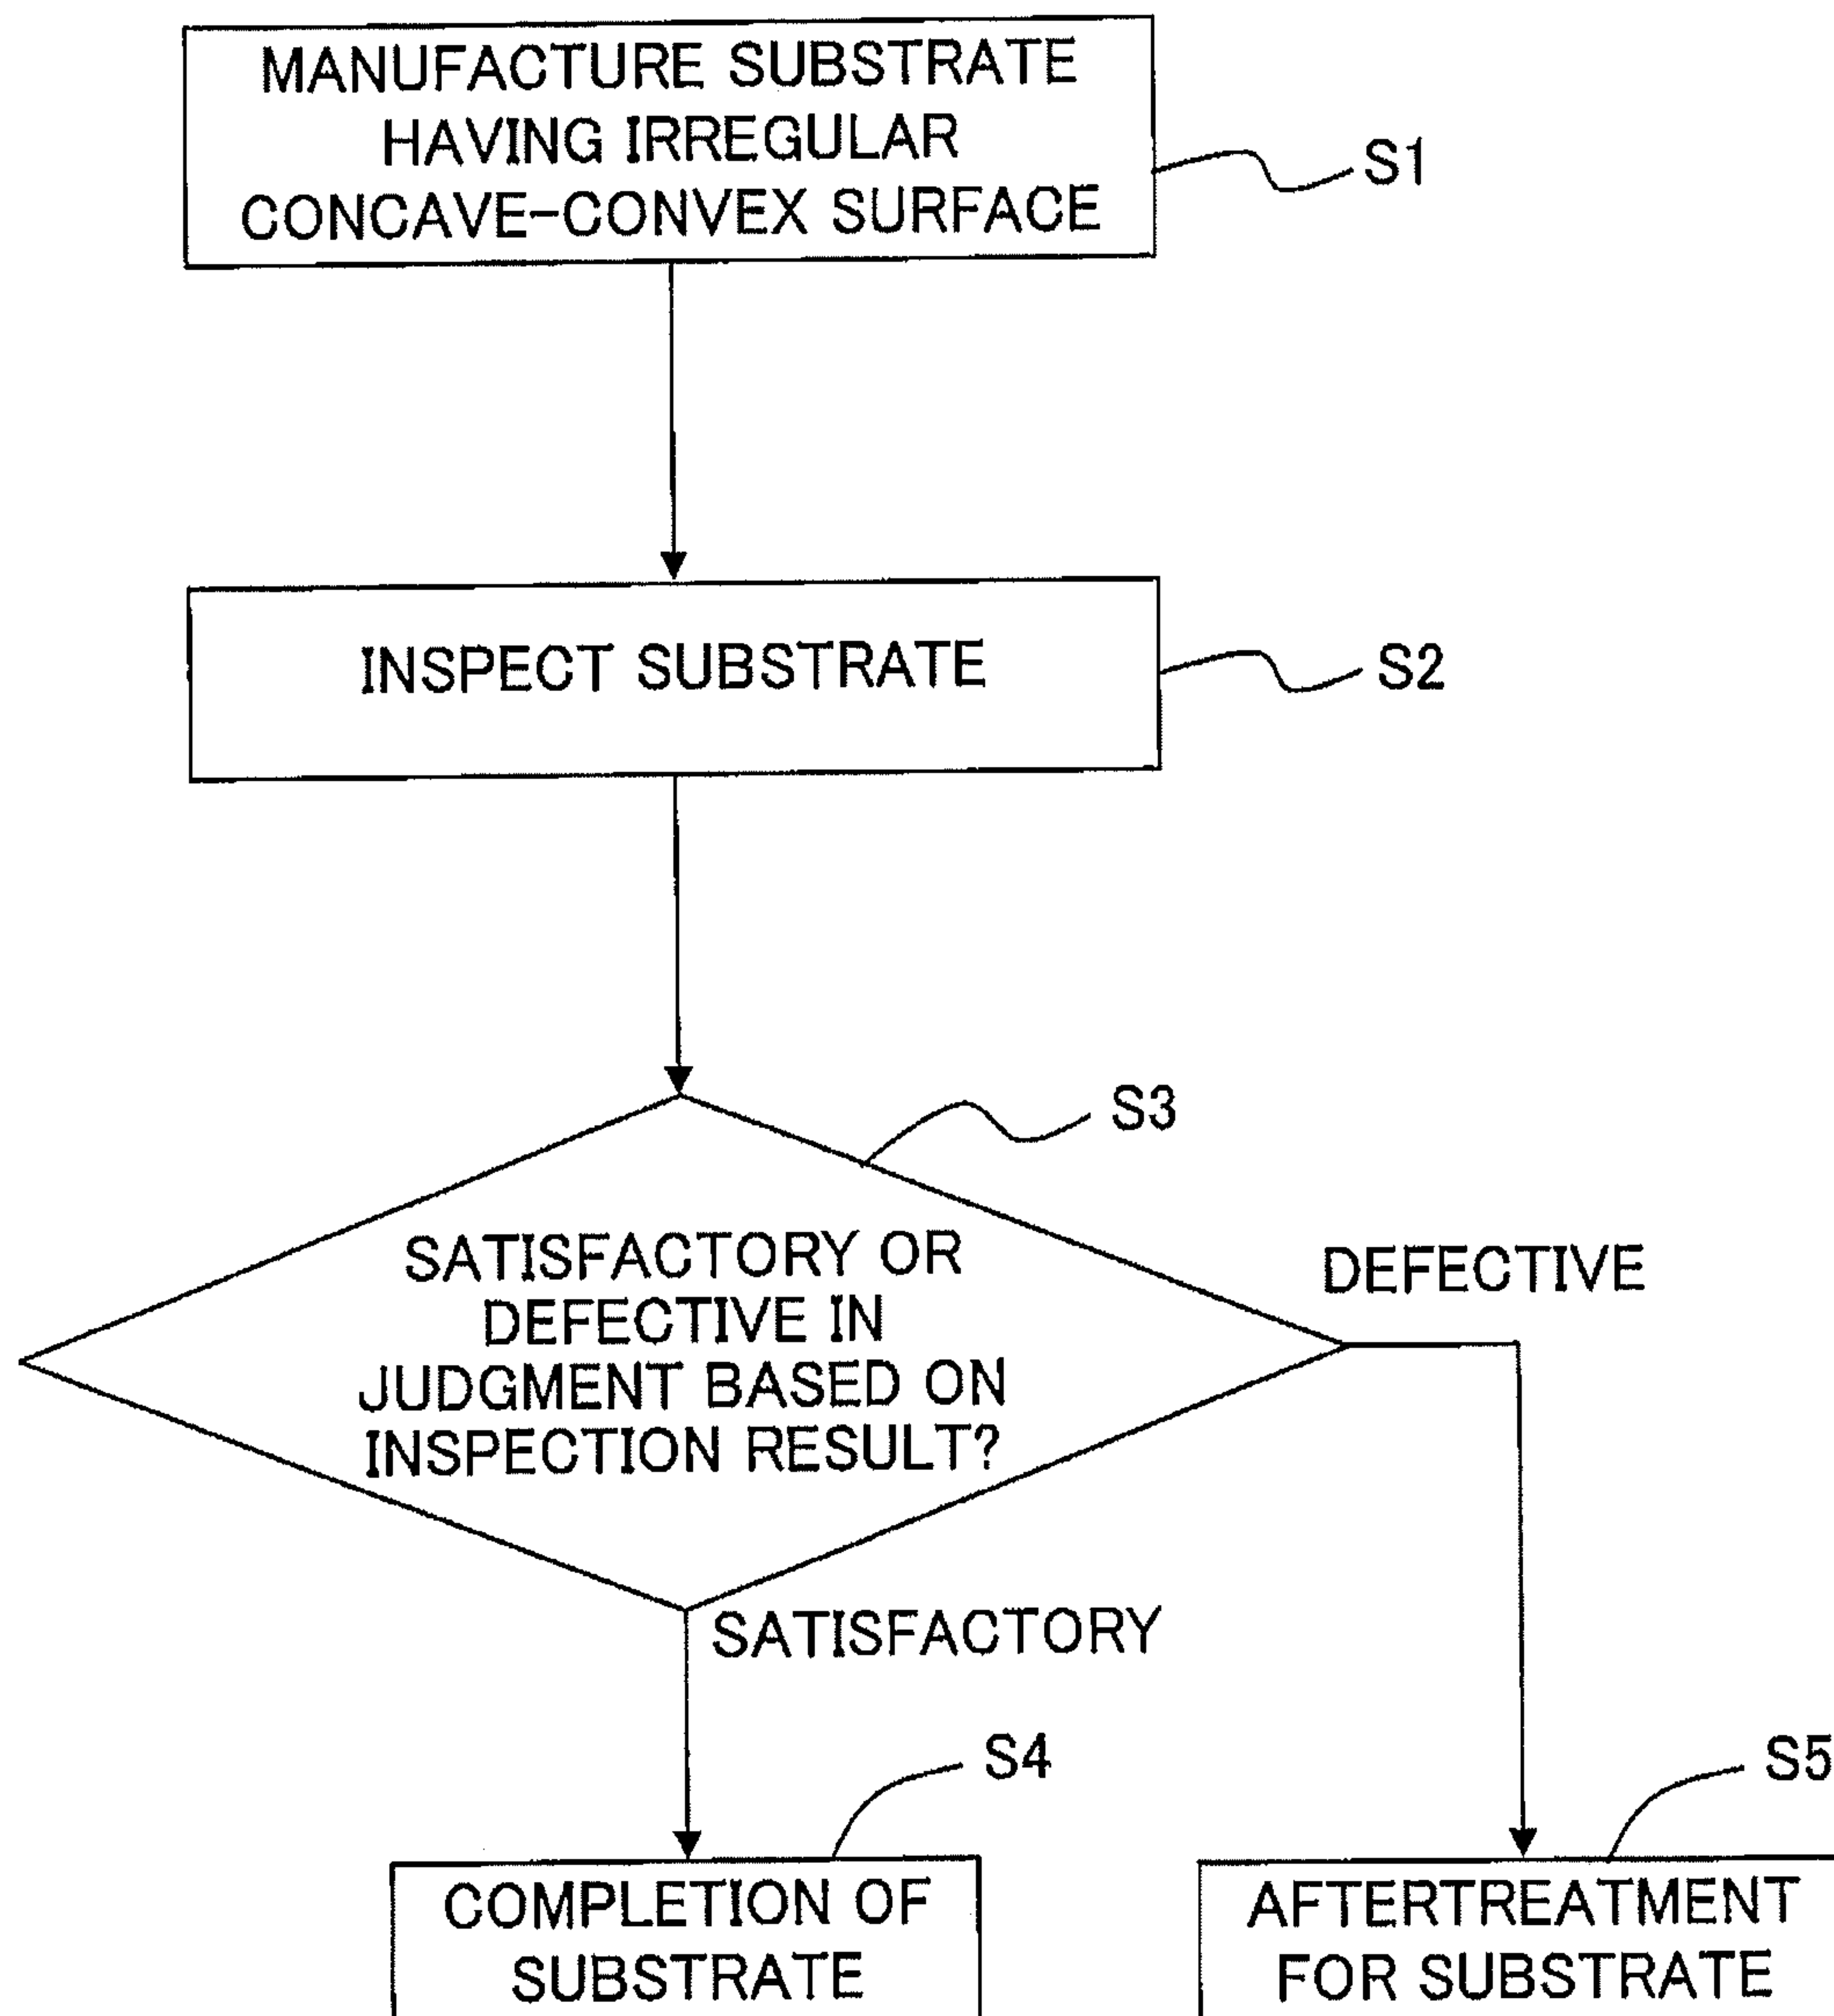 MANUFACTURE SUBSTRATE
HAVING IRREGULAR
CONCAVE-CONVEX SURFACE
S1
INSPECT SUBSTRATE
S2
S3
SATISFACTORY OR
DEFECTIVE IN
JUDGMENT BASED ON
INSPECTION RESULT?
DEFECTIVE
SATISFACTORY
S4
S5
COMPLETION OF
SUBSTRATE
AFTERTREATMENT
FOR SUBSTRATE